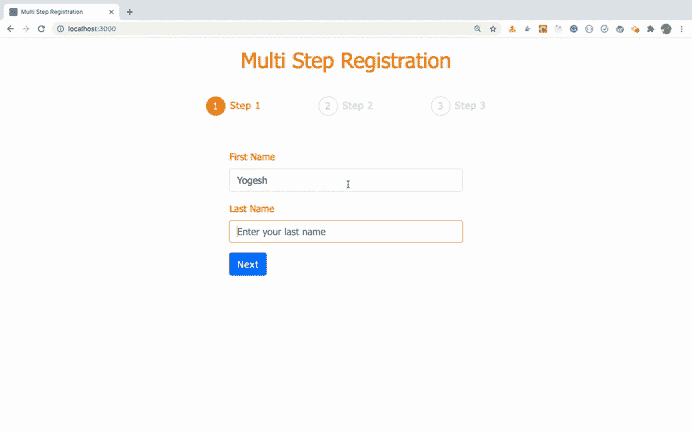 Multi Step Registration
localhost:3000
Multi Step Registration
1 Step 1 2 Step 2 3 Step 3
First Name
Yogesh
Last Name
Enter your last name
Next